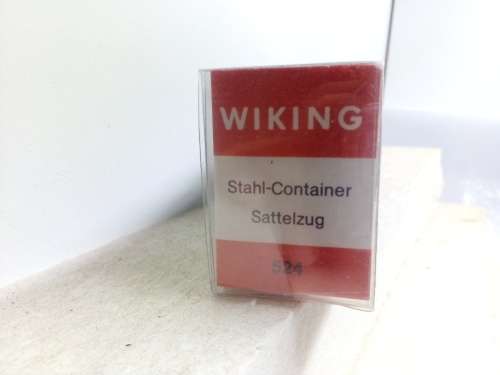 WIKING
Stahl-Container
Sattelzug
524